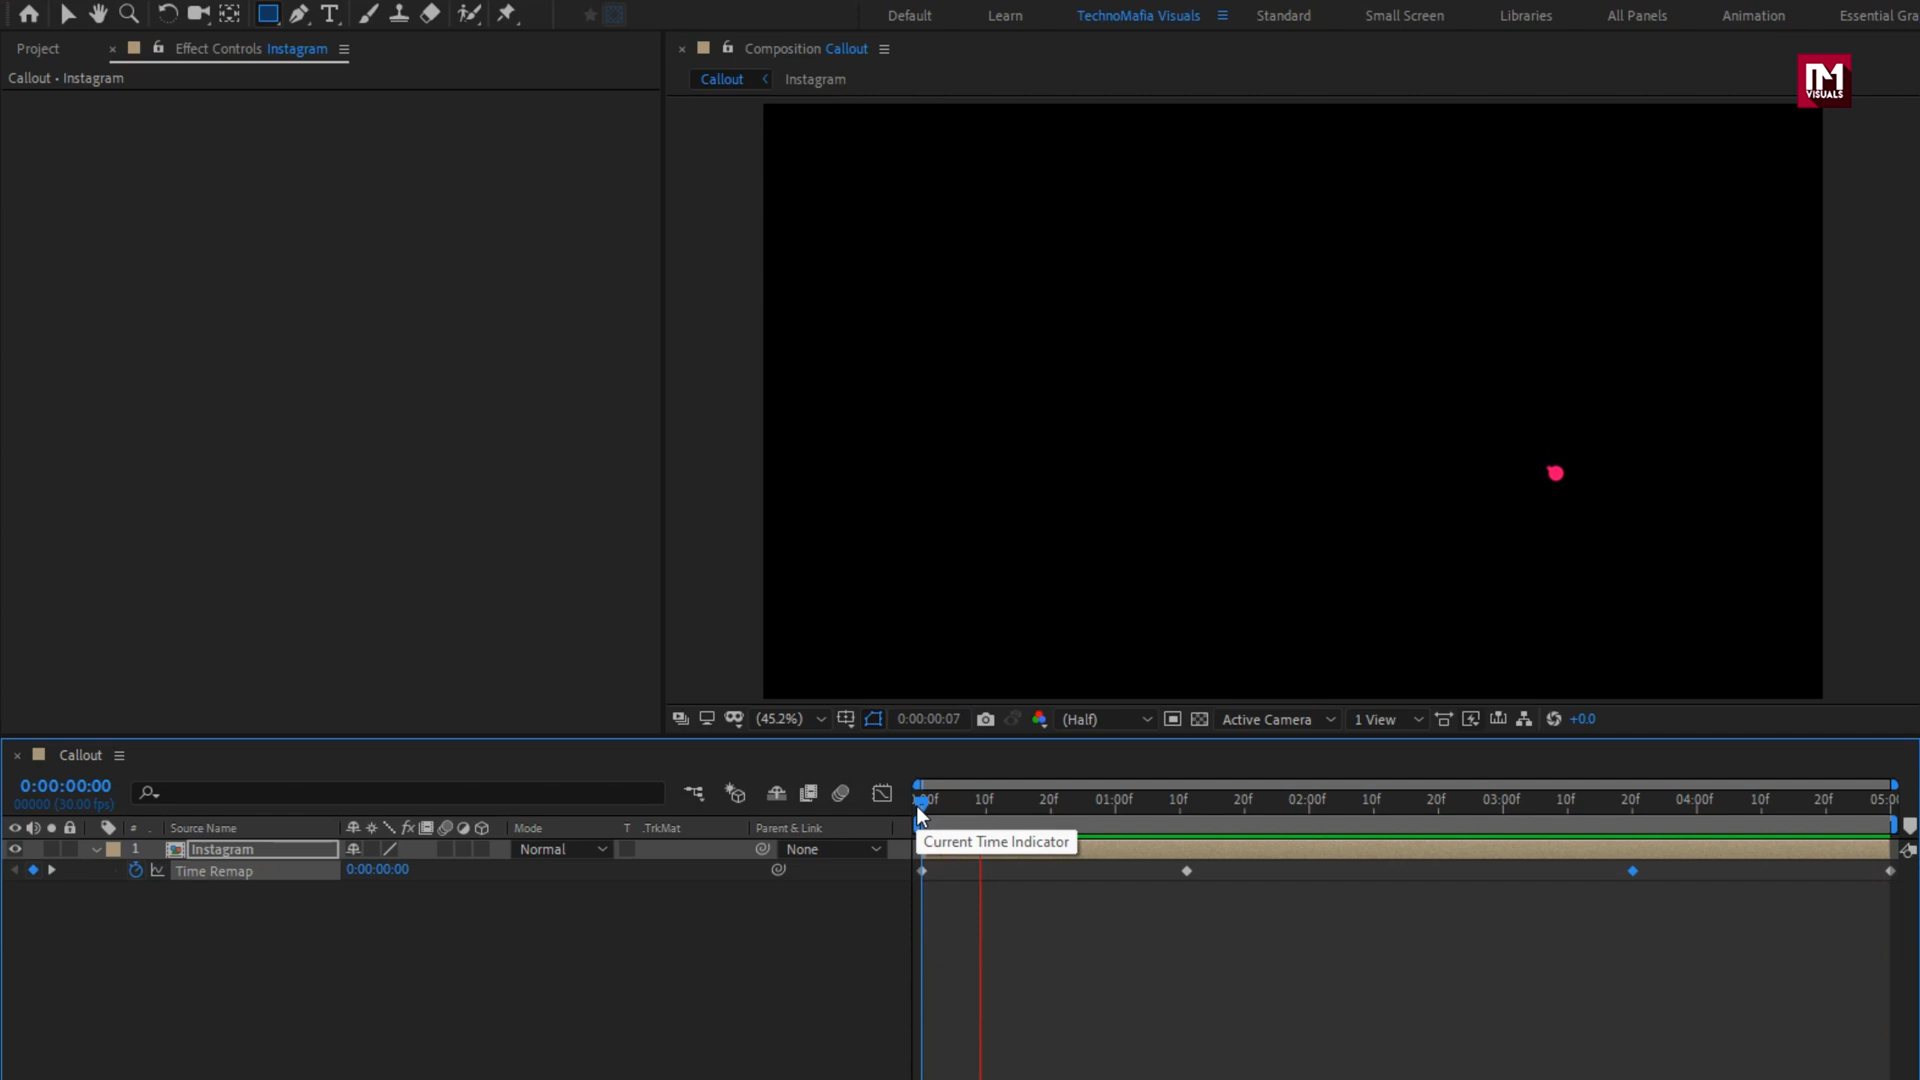 Default Learn TechnoMafia Visuals Standard Small Screen Libraries All Panels Animation Essential Gra
Project × Effect Controls Instagram
× Composition Callout
Callout • Instagram
Callout Instagram
VISUALS
(45.2%) 0:00:00:07 (Half) Active Camera 1 View +0.0
× Callout
0:00:00:00
00000 (30.00 fps)
10f 20f 01:00f 10f 20f 02:00f 10f 20f 03:00f 10f 20f 04:00f 10f 20f 05:00
# Source Name fx Mode T .TrkMat Parent & Link
Current Time Indicator
1 Instagram Normal None
Time Remap 0:00:00:00